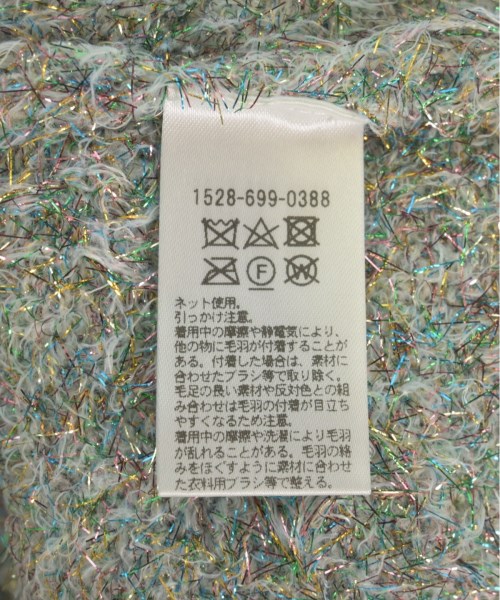 1528-699-0388
F W
ネット使用。
引っかけ注意。
着用中の摩擦や静電気により、
他の物に毛羽が付着することが
ある。付着した場合は、素材に
合わせたブラシ等で取り除く。
毛足の長い素材や反対色との組
み合わせは毛羽の付着が目立ち
やすくなるため注意。
着用中の摩擦や洗濯により毛羽
が乱れることがある。毛羽の絡
みをほぐすように素材に合わせ
た衣料用ブラシ等で整える。